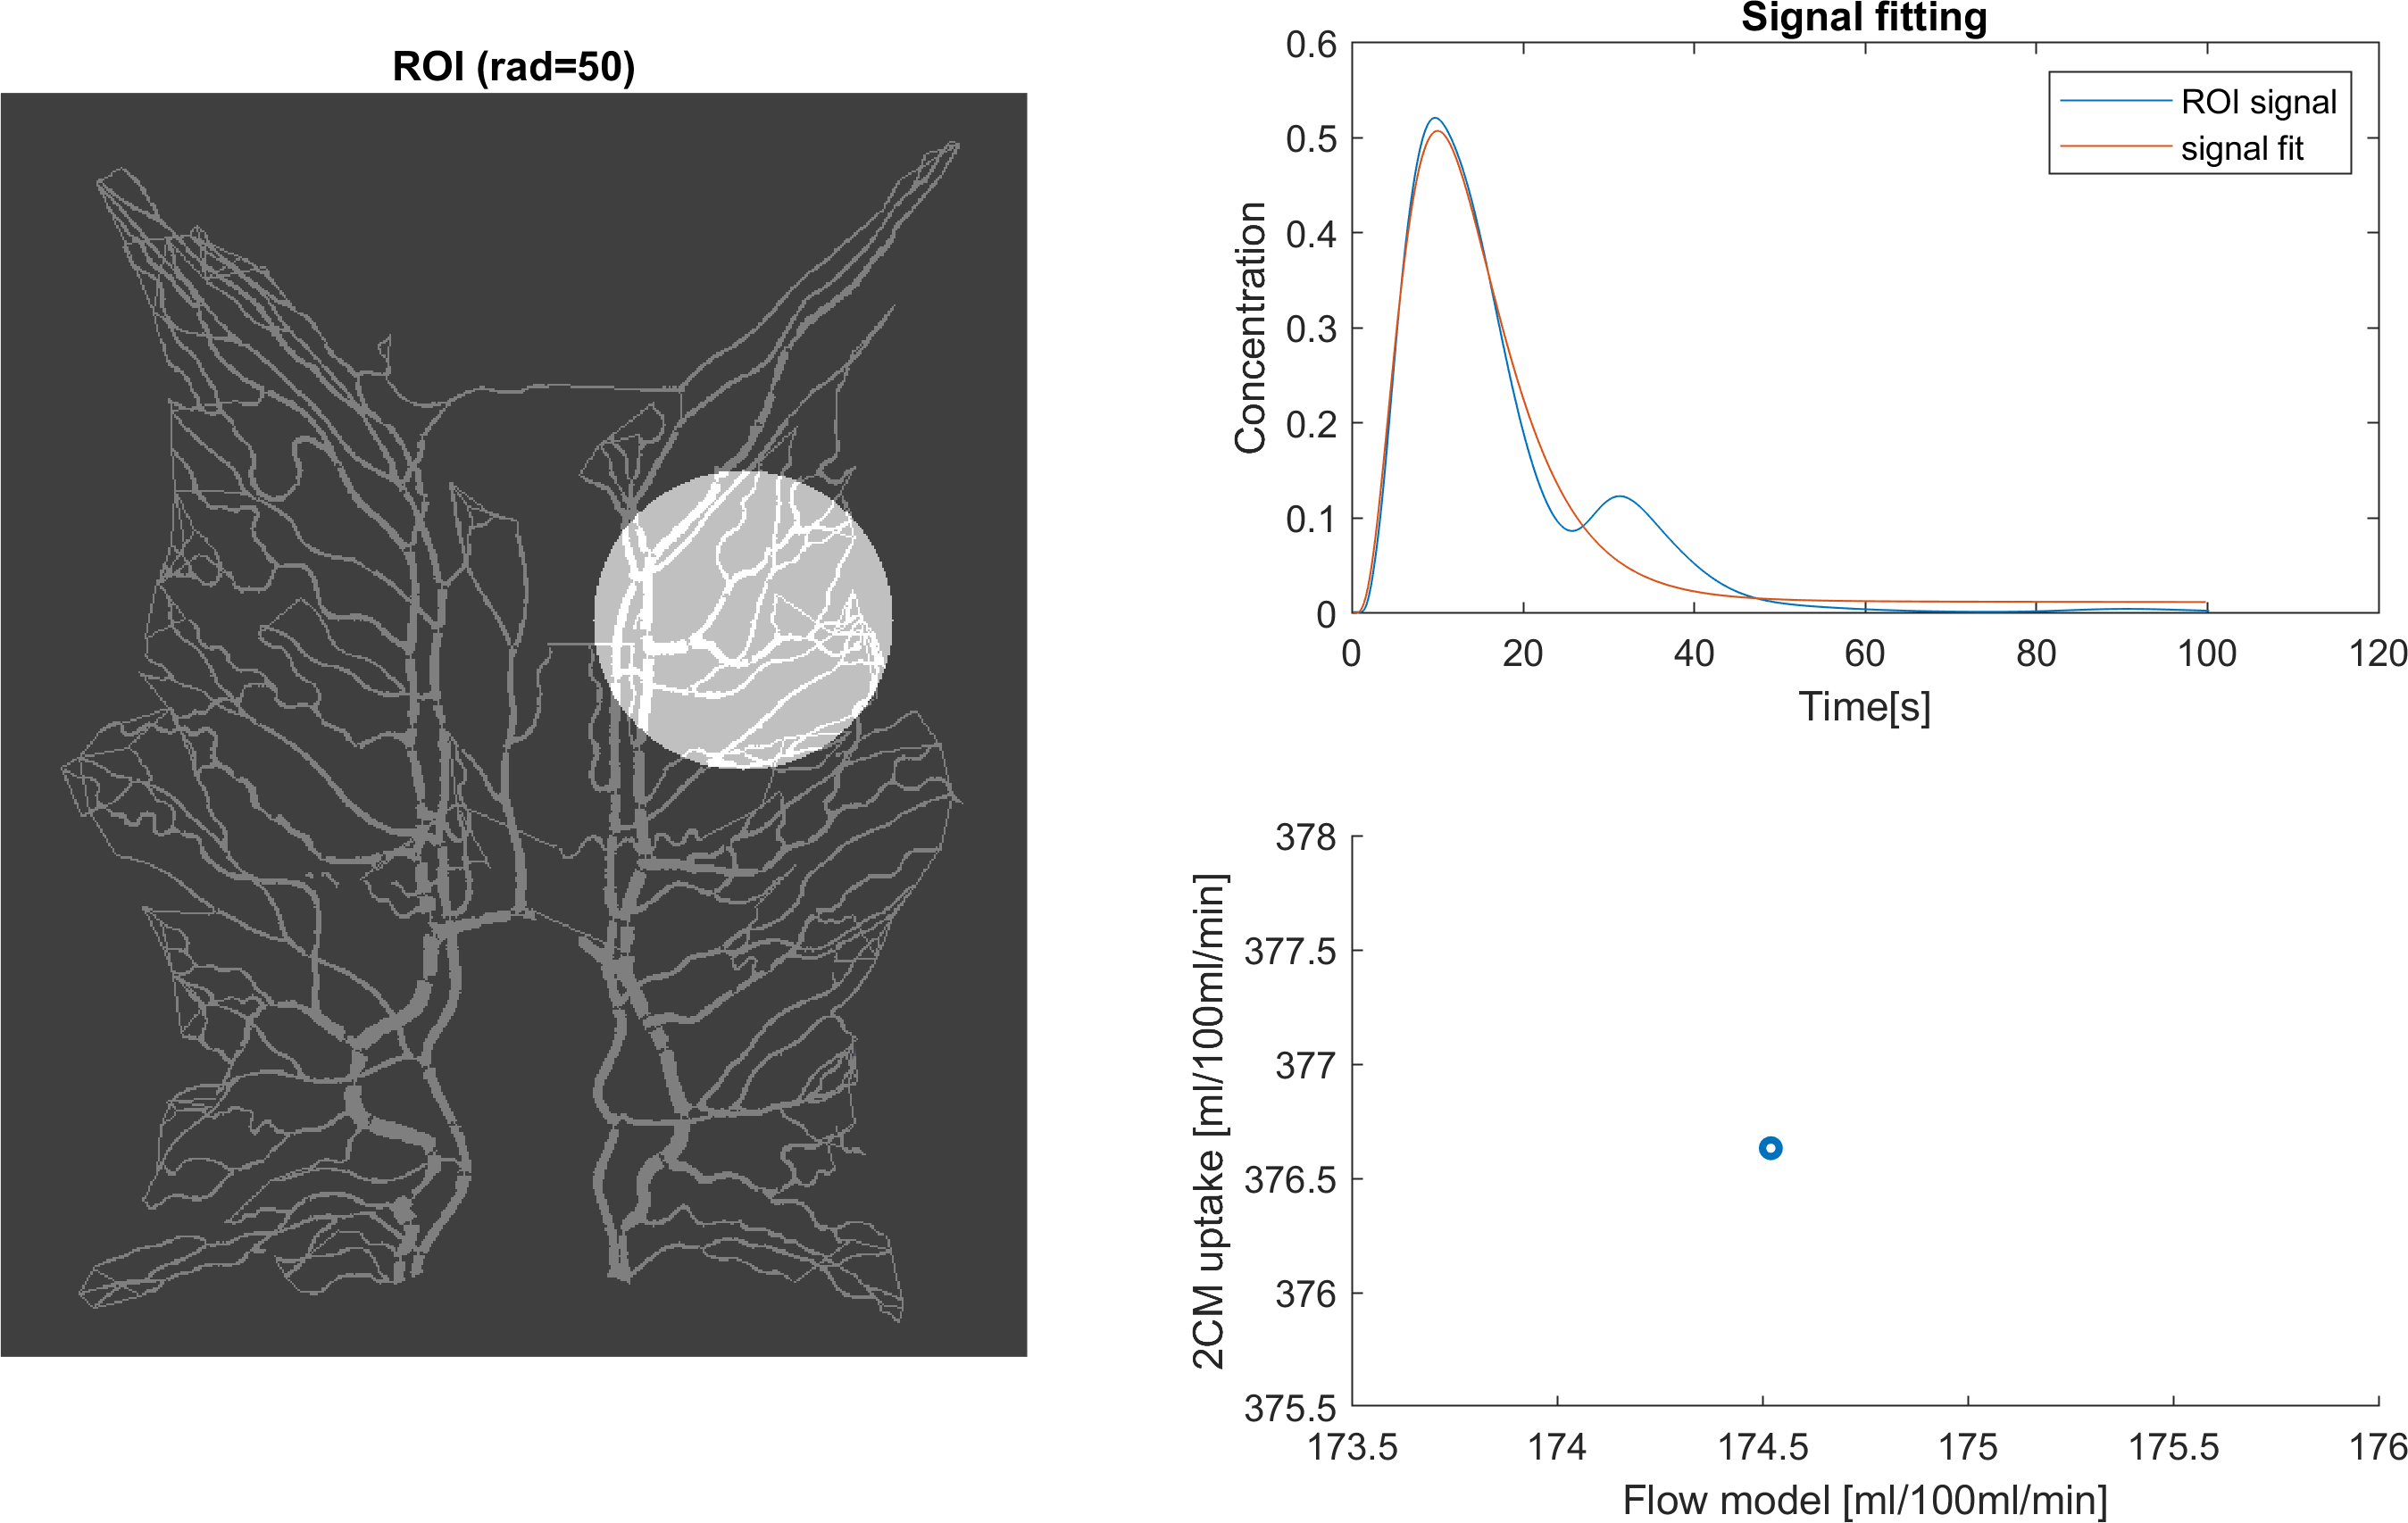 ROI (rad=50)
Signal fitting
0.6
0.5
0.4
0.3
0.2
0.1
0
Concentration
ROI signal
signal fit
0 20 40 60 80 100 120
Time[s]
378
377.5
377
376.5
376
375.5
2CM uptake [ml/100ml/min]
173.5 174 174.5 175 175.5 176
Flow model [ml/100ml/min]